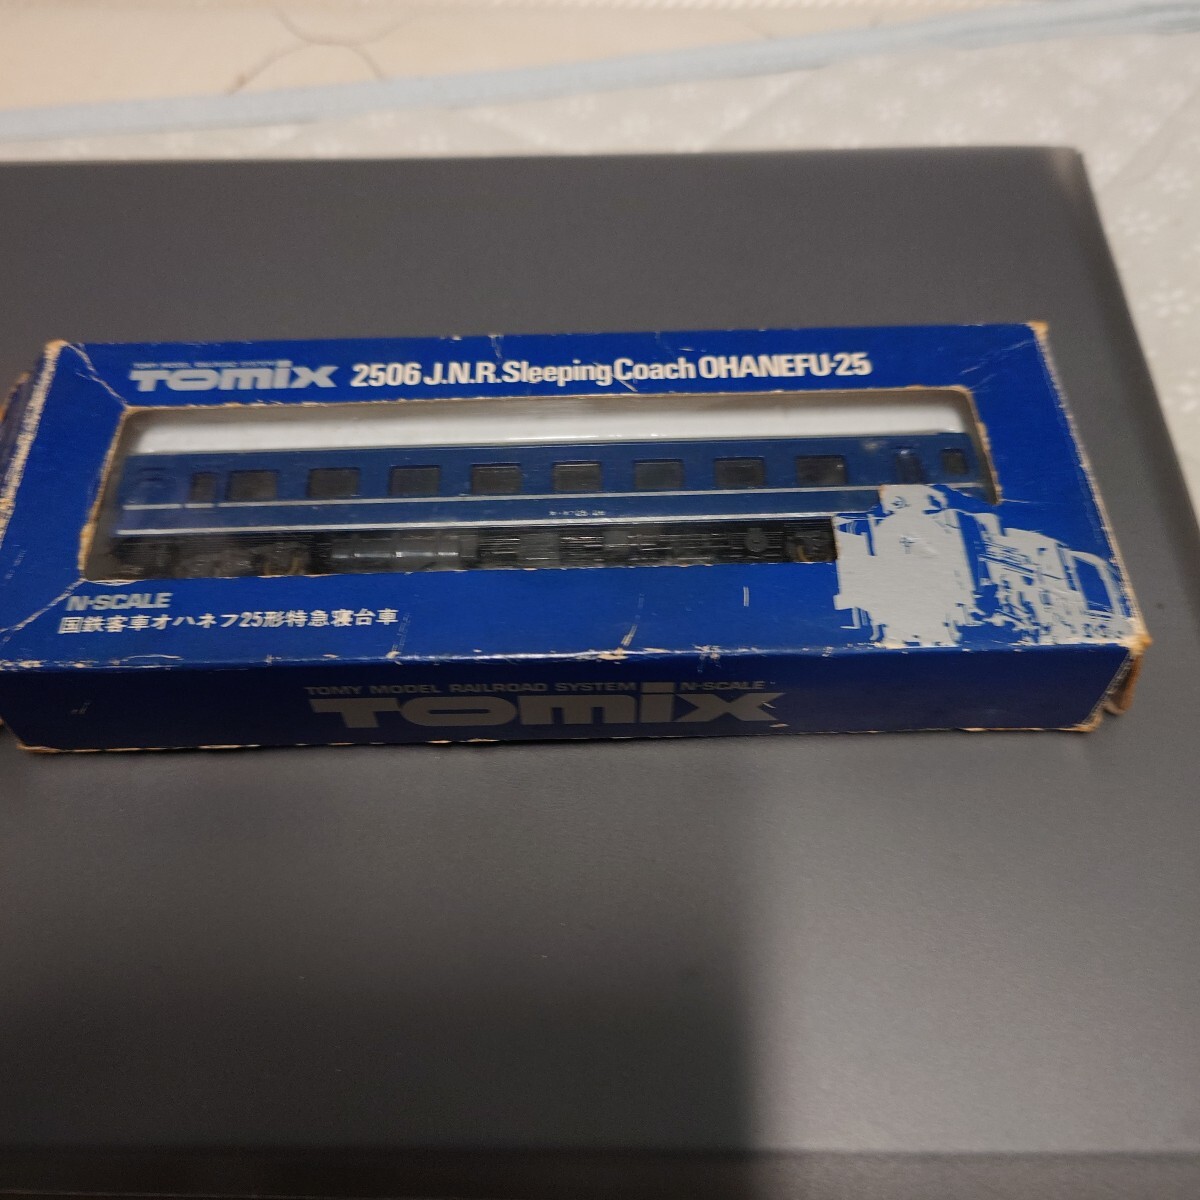 TOMY MODEL RAILROAD SYSTEM
TOMIX 2506 J.N.R. Sleeping Coach OHANEFU-25
N-SCALE
国鉄客車オハネフ25形特急寝台車
TOMY MODEL RAILROAD SYSTEM N-SCALE
TOMIX